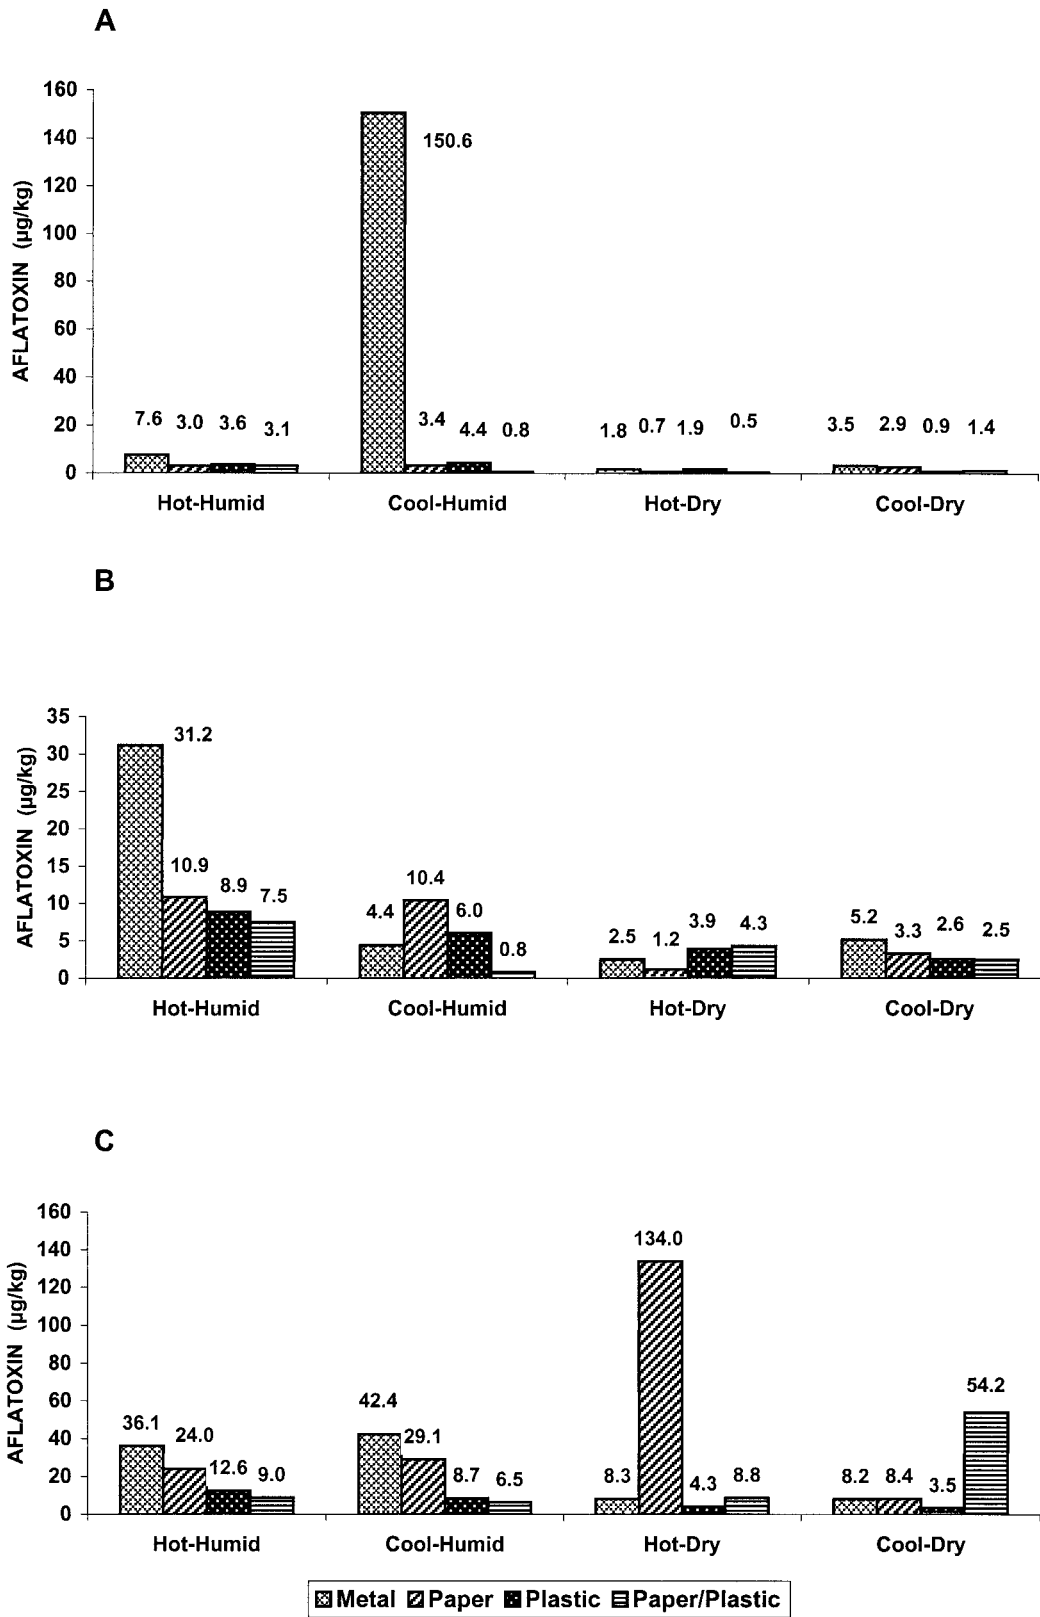 A
160
140
120
100
80
60
40
20
0
AFLATOXIN (µg/kg)
150.6
7.6 3.0 3.6 3.1 3.4 4.4 0.8 1.8 0.7 1.9 0.5 3.5 2.9 0.9 1.4
Hot-Humid Cool-Humid Hot-Dry Cool-Dry
B
35
30
25
20
15
10
5
0
AFLATOXIN (µg/kg)
31.2
10.9 8.9 7.5 4.4 10.4 6.0 0.8 2.5 1.2 3.9 4.3 5.2 3.3 2.6 2.5
Hot-Humid Cool-Humid Hot-Dry Cool-Dry
C
160
140
120
100
80
60
40
20
0
AFLATOXIN (µg/kg)
36.1 24.0 12.6 9.0 42.4 29.1 8.7 6.5 8.3 134.0 4.3 8.8 8.2 8.4 3.5 54.2
Hot-Humid Cool-Humid Hot-Dry Cool-Dry
Metal Paper Plastic Paper/Plastic